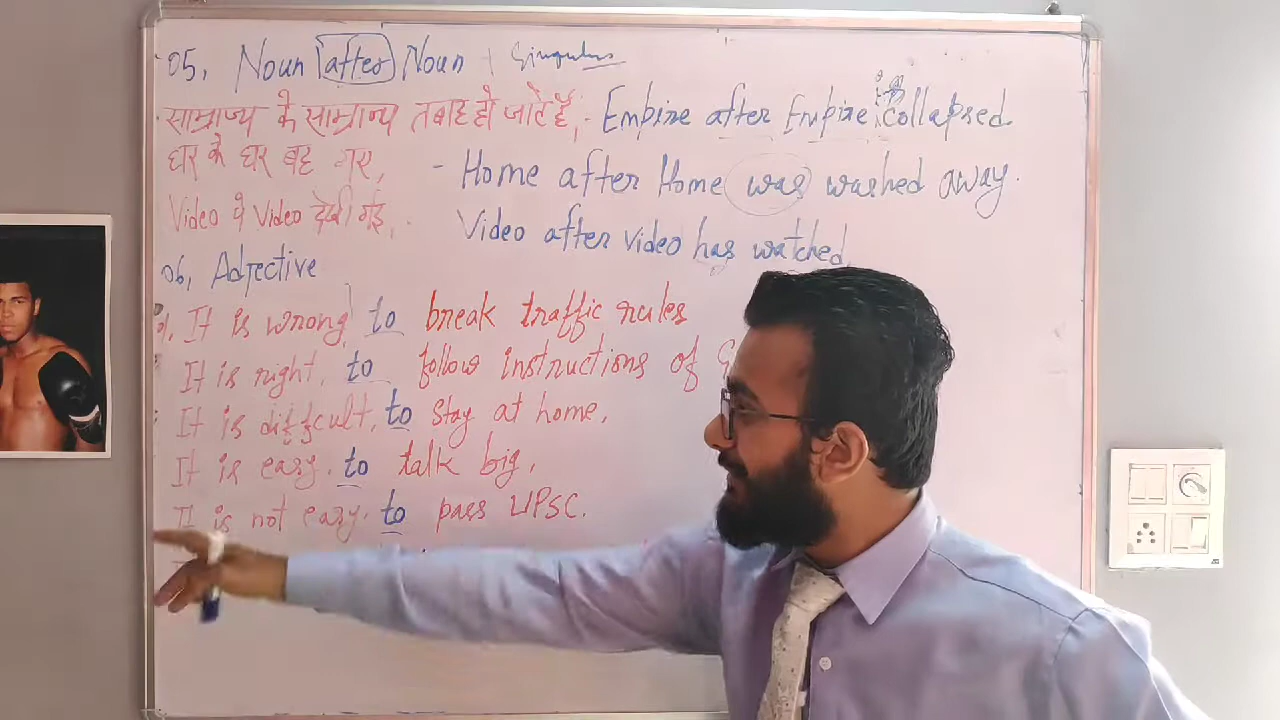 05, Noun after Noun + Singular
साम्राज्य के साम्राज्य तबाह हो जाते हैं, - Empire after Empire collapsed
घर के घर बह गए, - Home after Home was washed away.
Video पे Video देखी गई, . Video after video has watched
06, Adjective
It is wrong to break traffic rules
It is right, to follow instructions of
It is difficult, to stay at home,
It is easy. to talk big,
It is not easy. to pass UPSC.